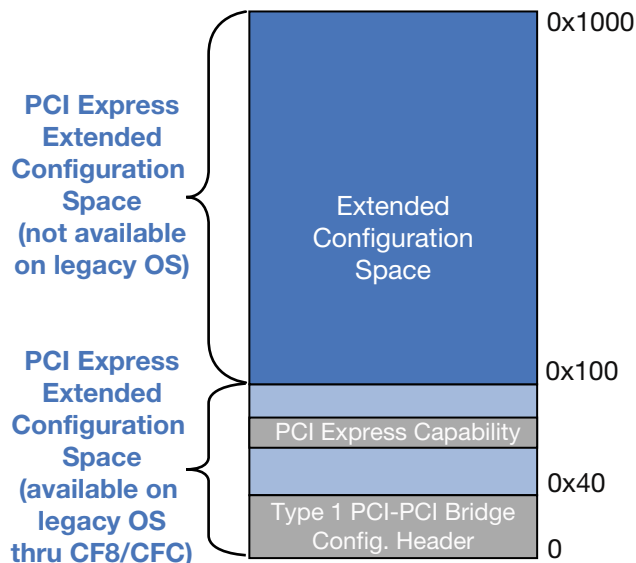 0x1000
PCI Express
Extended
Configuration
Space
(not available
on legacy OS)
Extended
Configuration
Space
0x100
PCI Express
Extended
Configuration
Space
(available on
legacy OS
thru CF8/CFC)
PCI Express Capability
0x40
Type 1 PCI-PCI Bridge
Config. Header
0